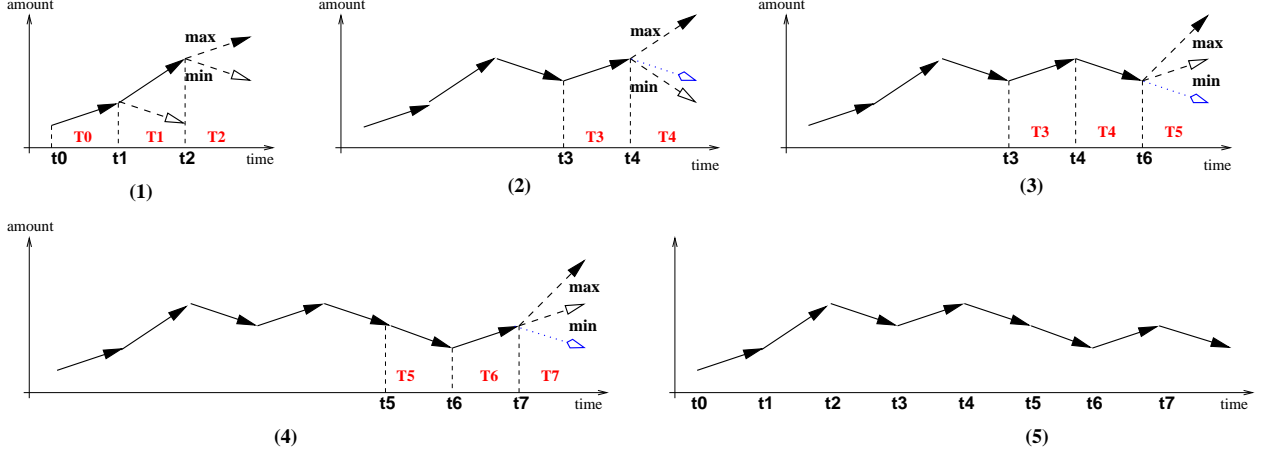 amount
max
min
T0 T1 T2
t0 t1 t2 time
(1)
amount
max
min
T3 T4
t3 t4 time
(2)
amount
max
min
T3 T4 T5
t3 t4 t6 time
(3)
amount
max
min
T5 T6 T7
t5 t6 t7 time
(4)
t0 t1 t2 t3 t4 t5 t6 t7 time
(5)